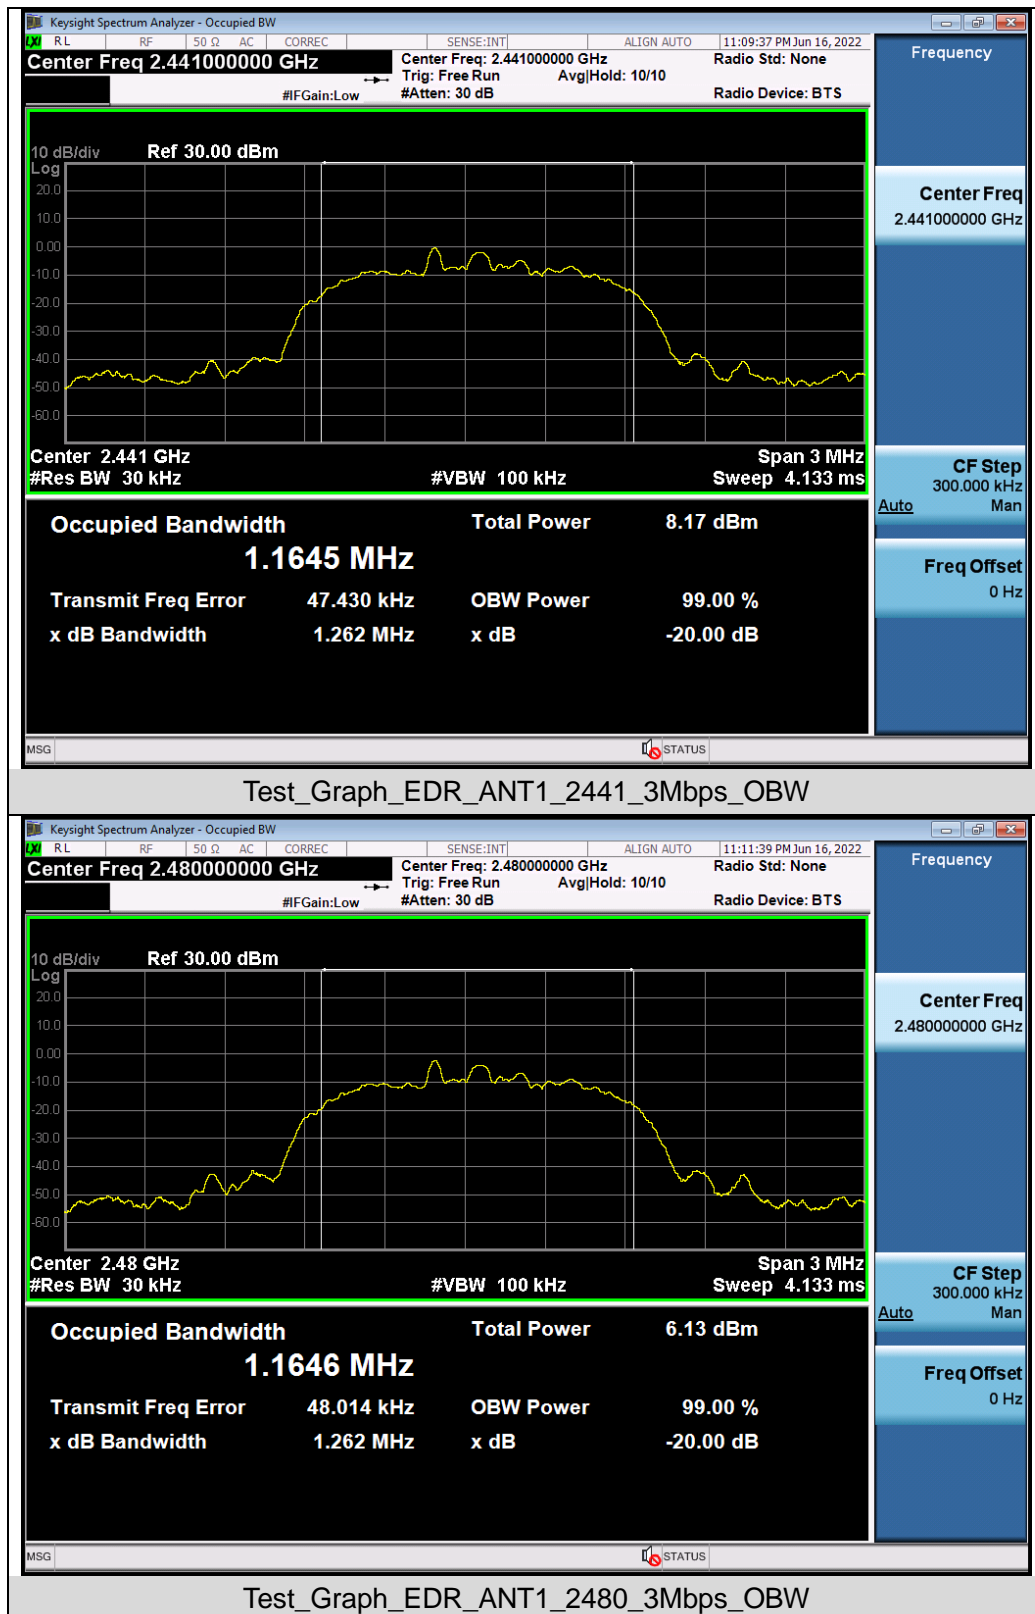 Keysight Spectrum Analyzer - Occupied BW
LXI RL RF 50 Ω AC CORREC SENSE:INT ALIGN AUTO 11:09:37 PM Jun 16, 2022
Center Freq 2.441000000 GHz
Center Freq: 2.441000000 GHz Radio Std: None
Trig: Free Run Avg|Hold: 10/10
#IFGain:Low #Atten: 30 dB Radio Device: BTS
Frequency
10 dB/div Ref 30.00 dBm
Log
20.0
10.0
0.00
-10.0
-20.0
-30.0
-40.0
-50.0
-60.0
Center 2.441 GHz Span 3 MHz
#Res BW 30 kHz #VBW 100 kHz Sweep 4.133 ms
Center Freq
2.441000000 GHz
CF Step
300.000 kHz
Auto Man
Freq Offset
0 Hz
Occupied Bandwidth Total Power 8.17 dBm
1.1645 MHz
Transmit Freq Error 47.430 kHz OBW Power 99.00 %
x dB Bandwidth 1.262 MHz x dB -20.00 dB
MSG STATUS
Test_Graph_EDR_ANT1_2441_3Mbps_OBW
Keysight Spectrum Analyzer - Occupied BW
LXI RL RF 50 Ω AC CORREC SENSE:INT ALIGN AUTO 11:11:39 PM Jun 16, 2022
Center Freq 2.480000000 GHz
Center Freq: 2.480000000 GHz Radio Std: None
Trig: Free Run Avg|Hold: 10/10
#IFGain:Low #Atten: 30 dB Radio Device: BTS
Frequency
10 dB/div Ref 30.00 dBm
Log
20.0
10.0
0.00
-10.0
-20.0
-30.0
-40.0
-50.0
-60.0
Center 2.48 GHz Span 3 MHz
#Res BW 30 kHz #VBW 100 kHz Sweep 4.133 ms
Center Freq
2.480000000 GHz
CF Step
300.000 kHz
Auto Man
Freq Offset
0 Hz
Occupied Bandwidth Total Power 6.13 dBm
1.1646 MHz
Transmit Freq Error 48.014 kHz OBW Power 99.00 %
x dB Bandwidth 1.262 MHz x dB -20.00 dB
MSG STATUS
Test_Graph_EDR_ANT1_2480_3Mbps_OBW